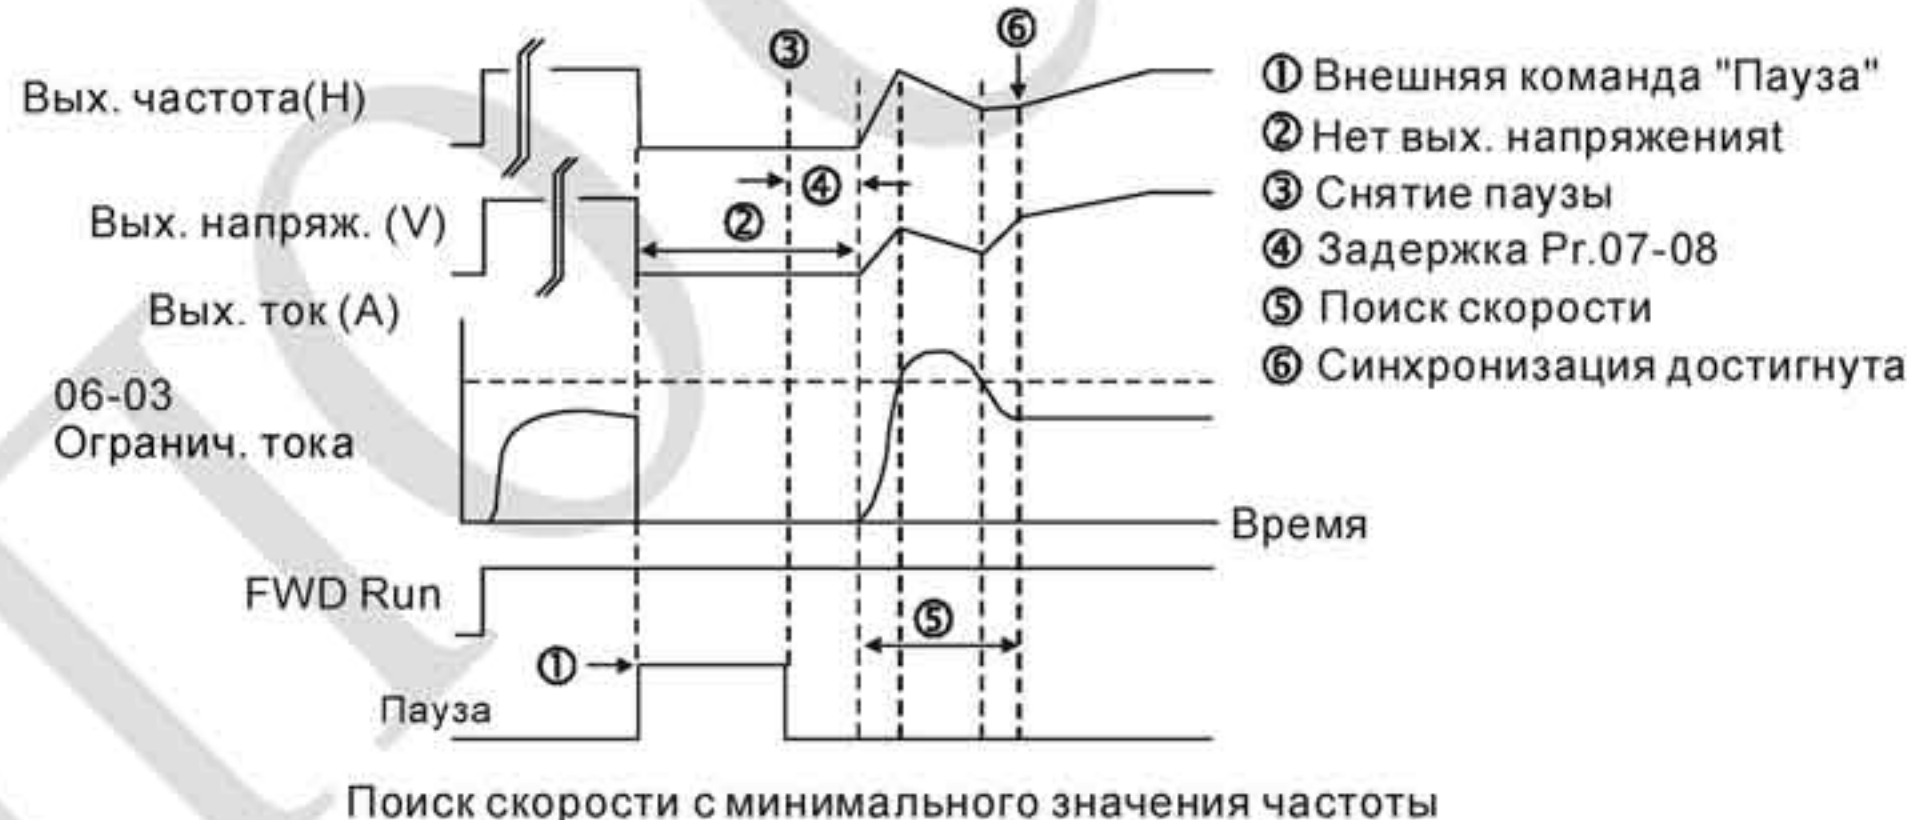 ⑥
③
Вых. частота(H)
① Внешняя команда "Пауза"
② Нет вых. напряженияt
③ Снятие паузы
④ Задержка Pr.07-08
⑤ Поиск скорости
⑥ Синхронизация достигнута
④
②
Вых. напряж. (V)
Вых. ток (A)
06-03
Огранич. тока
Время
FWD Run
⑤
①
Пауза
Поиск скорости с минимального значения частоты